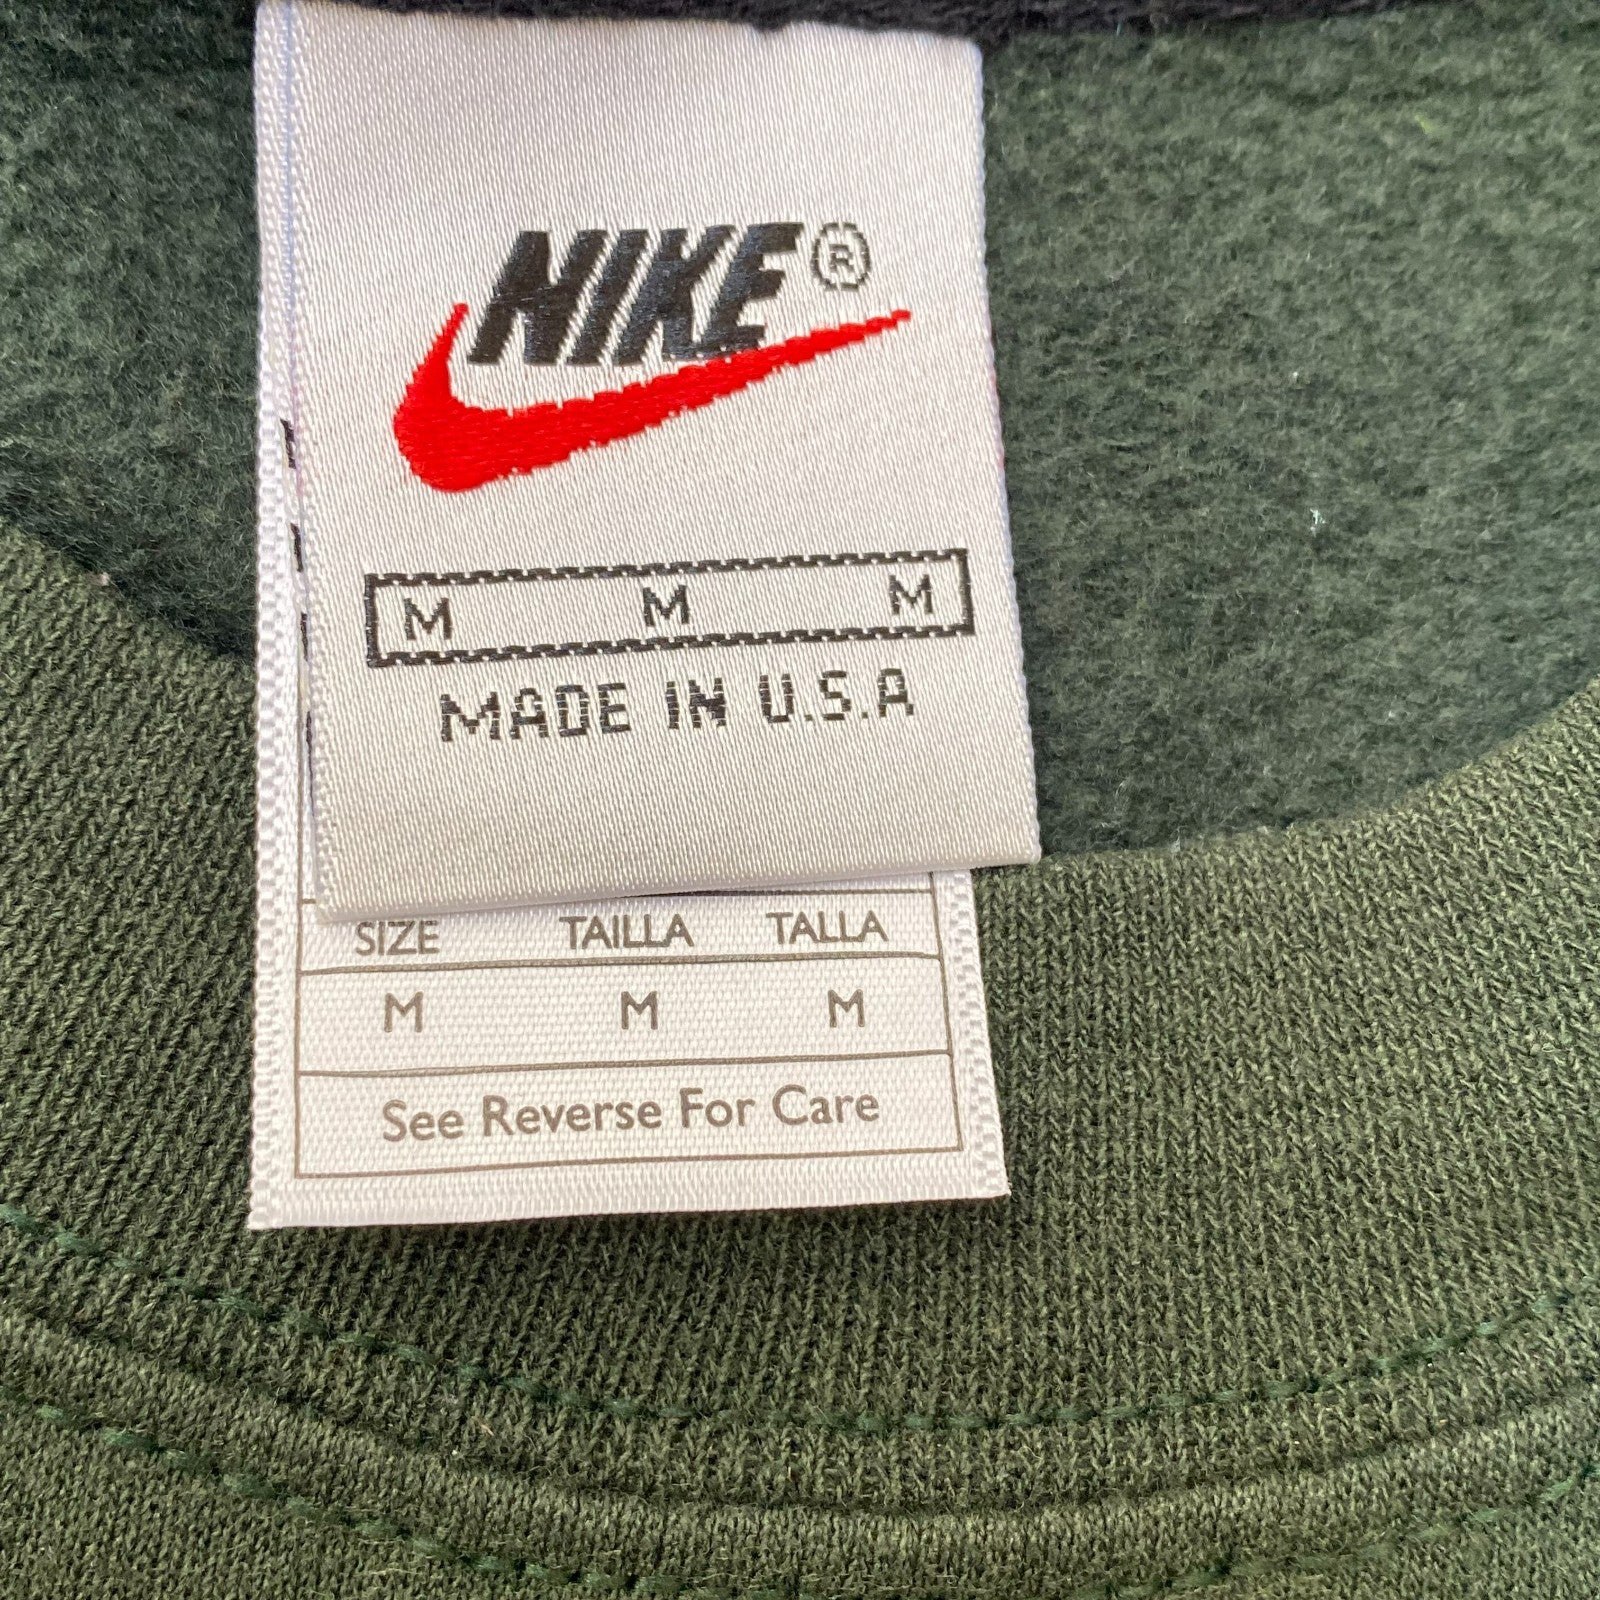 NIKE®
M M M
MADE IN U.S.A
SIZE TAILLA TALLA
M M M
See Reverse For Care